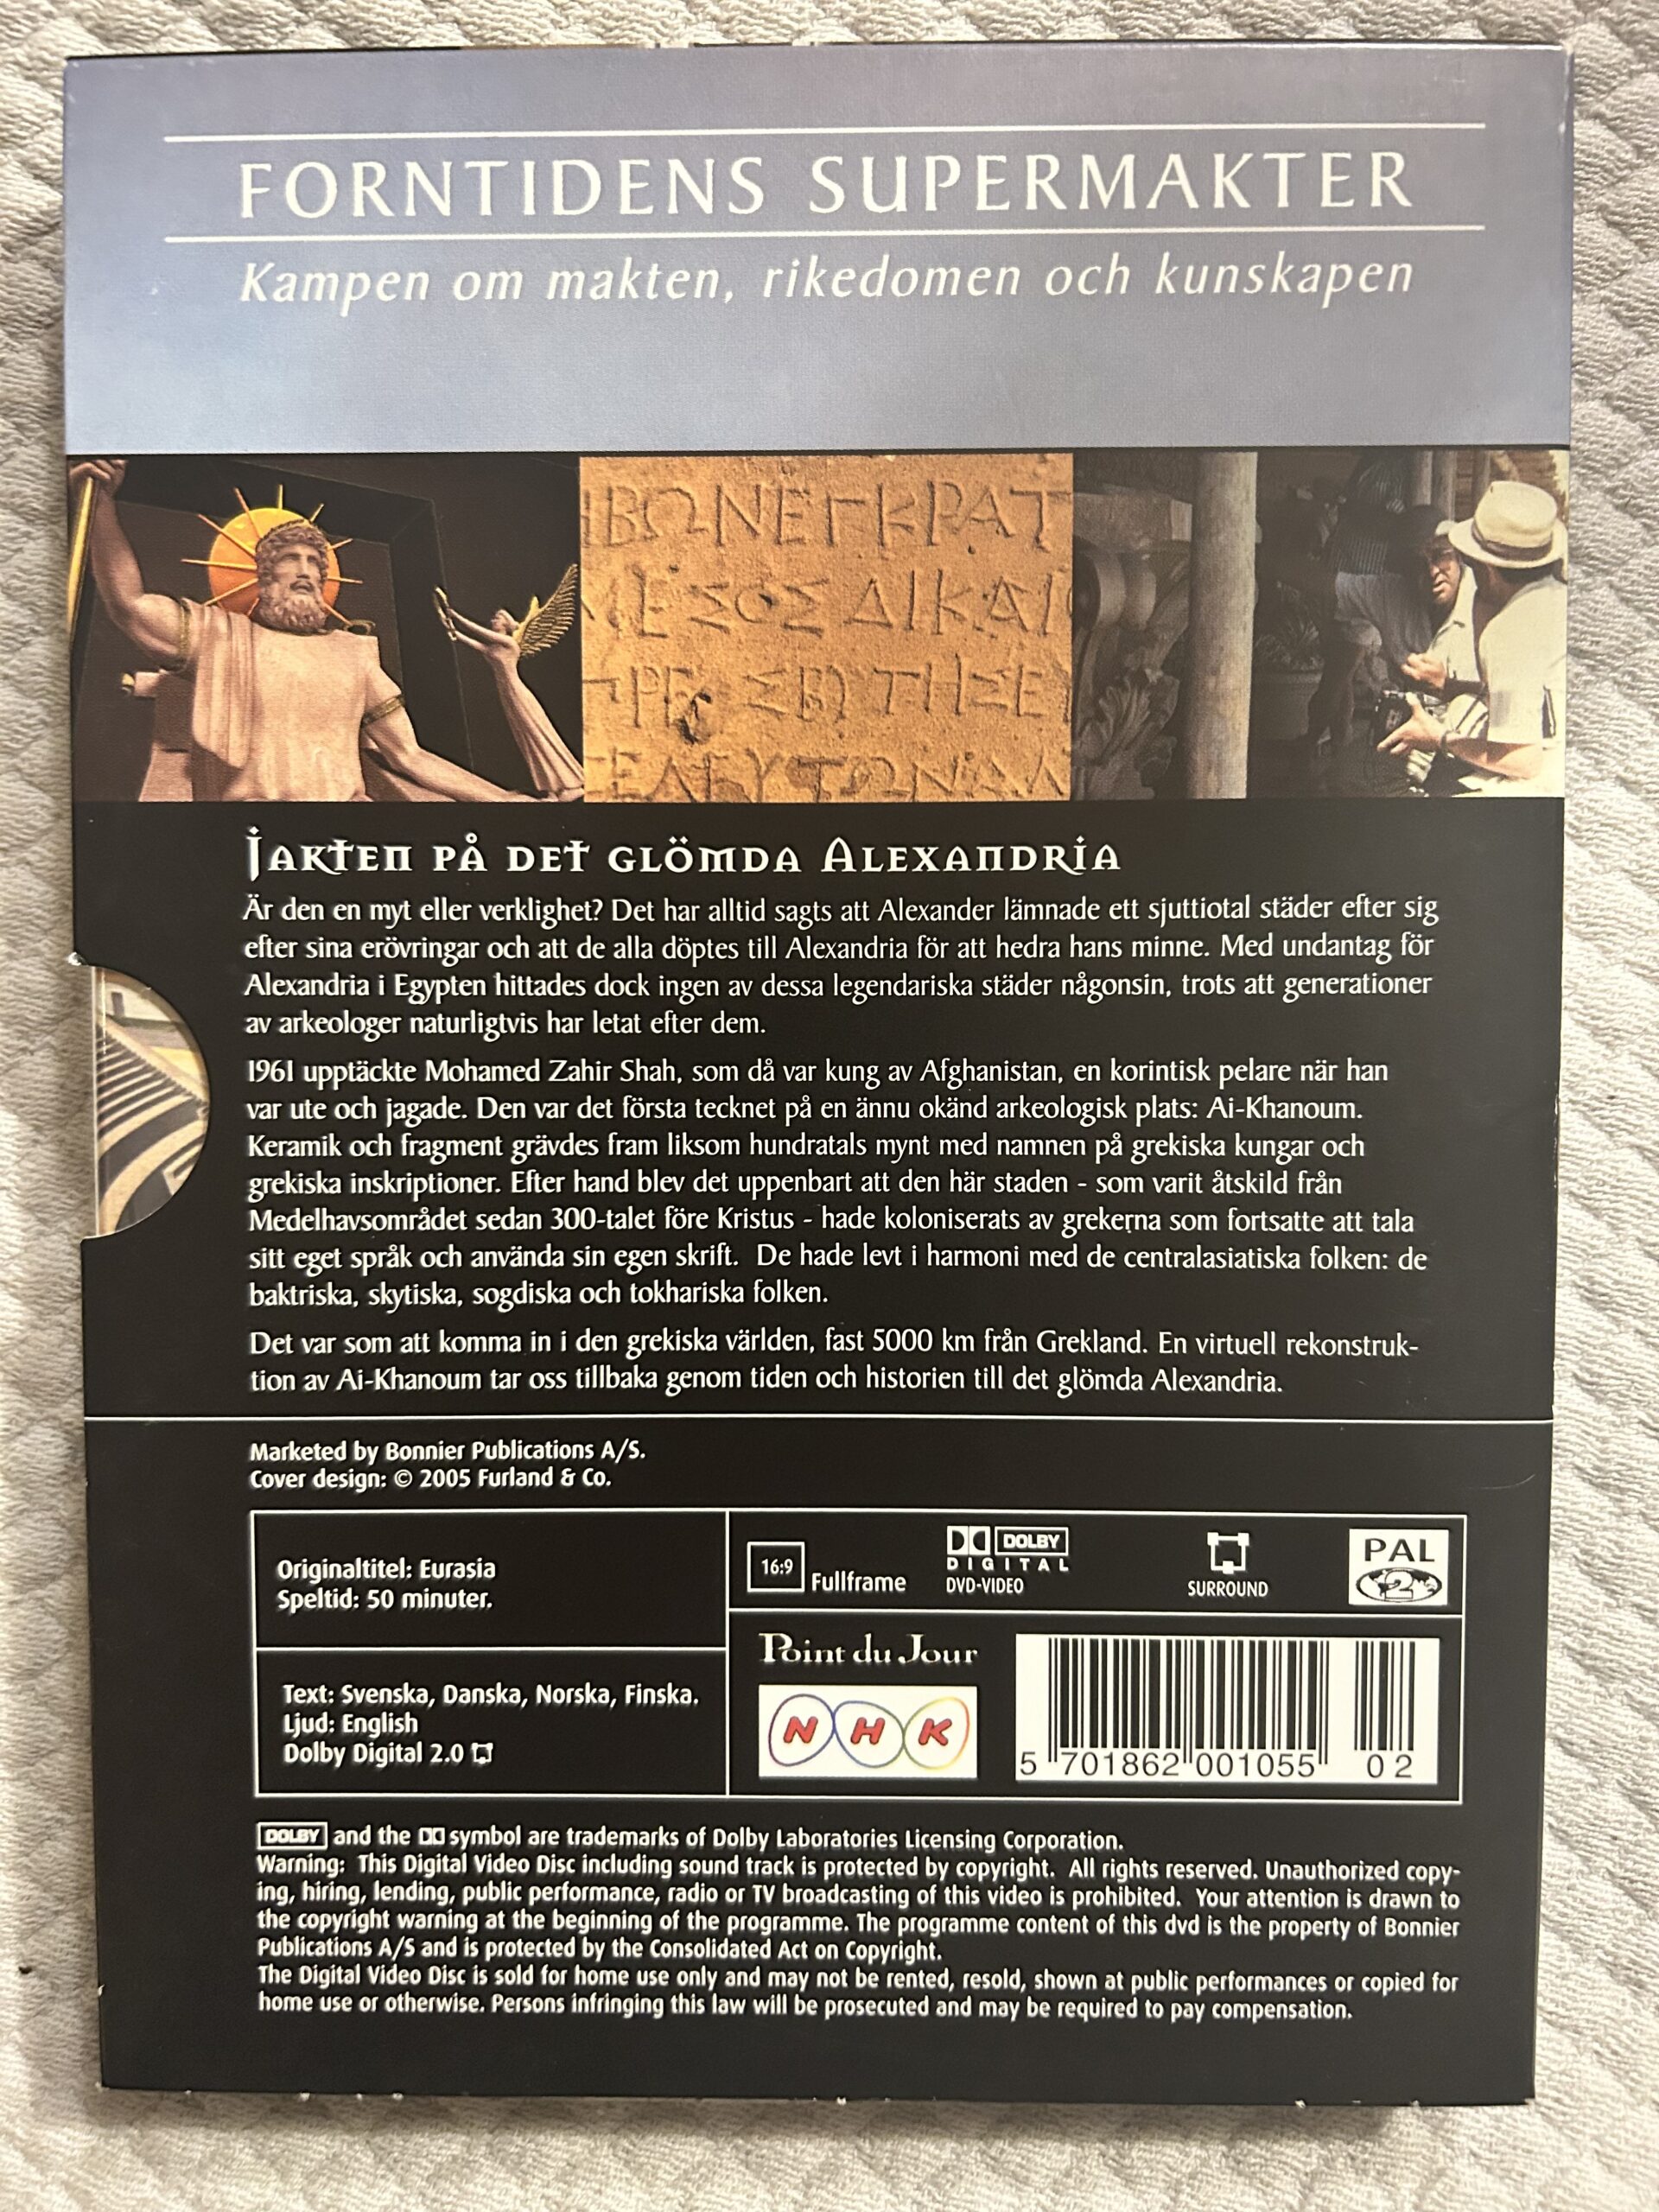 FORNTIDENS SUPERMAKTER
Kampen om makten, rikedomen och kunskapen
ΒΩΝΕΓΚΡΑΤ
ΜΕΣΟΣ ΔΙΚΑΙ
ΠΡΕΣΒΥΤΗΣΕΥ
ΤΕΛΕΥΤΩΝΑΛ
Jakten på det glömda Alexandria
Är den en myt eller verklighet? Det har alltid sagts att Alexander lämnade ett sjuttiotal städer efter sig
efter sina erövringar och att de alla döptes till Alexandria för att hedra hans minne. Med undantag för
Alexandria i Egypten hittades dock ingen av dessa legendariska städer någonsin, trots att generationer
av arkeologer naturligtvis har letat efter dem.
1961 upptäckte Mohamed Zahir Shah, som då var kung av Afghanistan, en korintisk pelare när han
var ute och jagade. Den var det första tecknet på en ännu okänd arkeologisk plats: Ai-Khanoum.
Keramik och fragment grävdes fram liksom hundratals mynt med namnen på grekiska kungar och
grekiska inskriptioner. Efter hand blev det uppenbart att den här staden - som varit åtskild från
Medelhavsområdet sedan 300-talet före Kristus - hade koloniserats av grekerna som fortsatte att tala
sitt eget språk och använda sin egen skrift. De hade levt i harmoni med de centralasiatiska folken: de
baktriska, skytiska, sogdiska och tokhariska folken.
Det var som att komma in i den grekiska världen, fast 5000 km från Grekland. En virtuell rekonstruk-
tion av Ai-Khanoum tar oss tillbaka genom tiden och historien till det glömda Alexandria.
Marketed by Bonnier Publications A/S.
Cover design: © 2005 Furland & Co.
Originaltitel: Eurasia
Speltid: 50 minuter.
16:9 Fullframe
DOLBY
DIGITAL
DVD-VIDEO
SURROUND
PAL
2
Text: Svenska, Danska, Norska, Finska.
Ljud: English
Dolby Digital 2.0
Point du Jour
NHK
5 701862 001055 02
DOLBY and the symbol are trademarks of Dolby Laboratories Licensing Corporation.
Warning: This Digital Video Disc including sound track is protected by copyright. All rights reserved. Unauthorized copy-
ing, hiring, lending, public performance, radio or TV broadcasting of this video is prohibited. Your attention is drawn to
the copyright warning at the beginning of the programme. The programme content of this dvd is the property of Bonnier
Publications A/S and is protected by the Consolidated Act on Copyright.
The Digital Video Disc is sold for home use only and may not be rented, resold, shown at public performances or copied for
home use or otherwise. Persons infringing this law will be prosecuted and may be required to pay compensation.